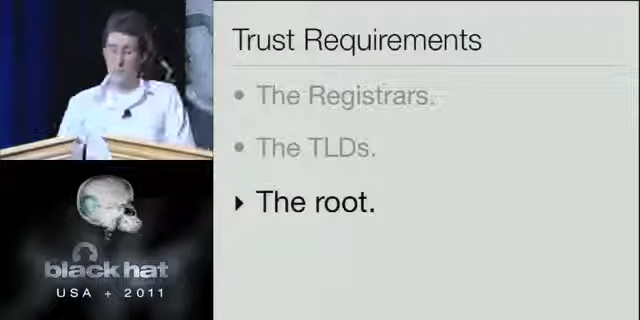 Trust Requirements
• The Registrars.
• The TLDs.
▸ The root.
black hat
USA + 2011